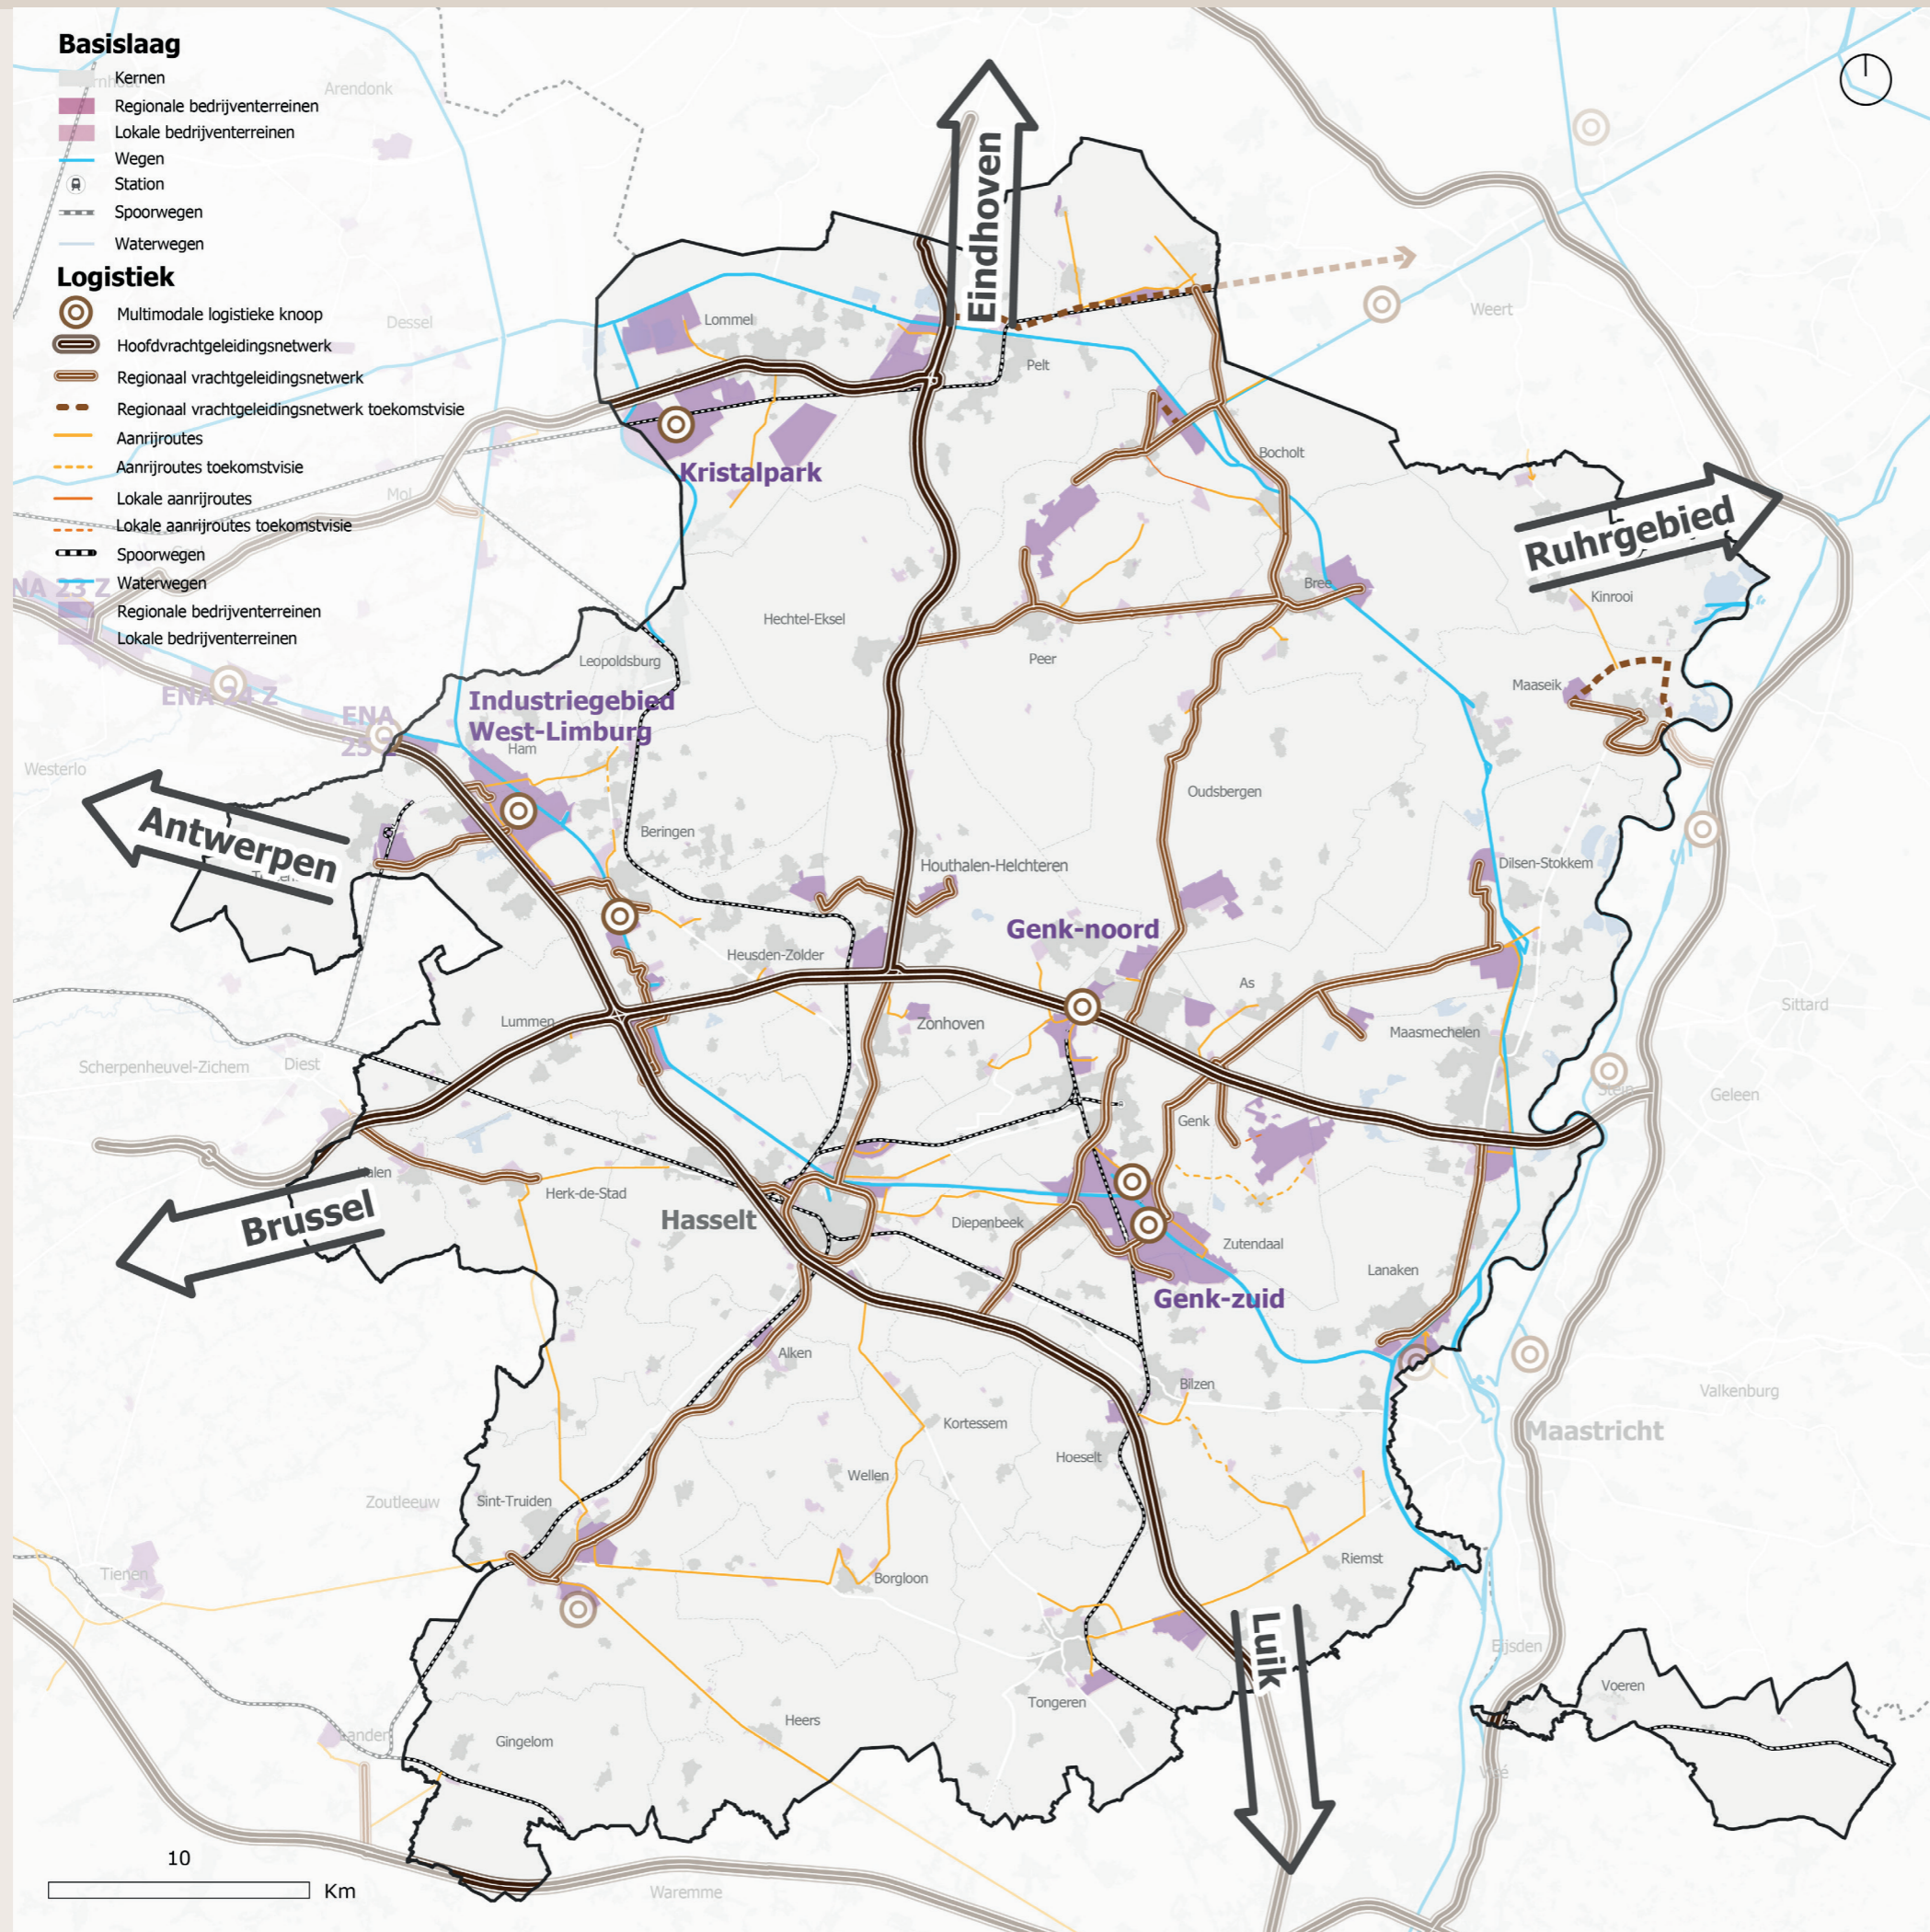 Basislaag
Kernen
Regionale bedrijventerreinen
Lokale bedrijventerreinen
Wegen
Station
Spoorwegen
Waterwegen
Logistiek
Multimodale logistieke knoop
Hoofdvrachtgeleidingsnetwerk
Regionaal vrachtgeleidingsnetwerk
Regionaal vrachtgeleidingsnetwerk toekomstvisie
Aanrijroutes
Aanrijroutes toekomstvisie
Lokale aanrijroutes
Lokale aanrijroutes toekomstvisie
Spoorwegen
Waterwegen
Regionale bedrijventerreinen
Lokale bedrijventerreinen
Arendonk
Dessel
Mol
Eindhoven
Lommel
Pelt
Weert
Kristalpark
Bocholt
Ruhrgebied
Bree
Kinrooi
Hechtel-Eksel
Peer
Leopoldsburg
Maaseik
ENA 24 Z
ENA
Industriegebied
West-Limburg
Ham
Westerlo
Antwerpen
Oudsbergen
Beringen
Houthalen-Helchteren
Dilsen-Stokkem
Genk-noord
Heusden-Zolder
As
Sittard
Lummen
Zonhoven
Maasmechelen
Scherpenheuvel-Zichem
Diest
Stein
Geleen
Genk
Brussel
Herk-de-Stad
Hasselt
Diepenbeek
Zutendaal
Lanaken
Genk-zuid
Alken
Bilzen
Valkenburg
Kortessem
Maastricht
Hoeselt
Wellen
Zoutleeuw
Sint-Truiden
Riemst
Tienen
Borgloon
Luik
Eijsden
Voeren
Tongeren
Heers
Gingelom
Waremme
10
Km